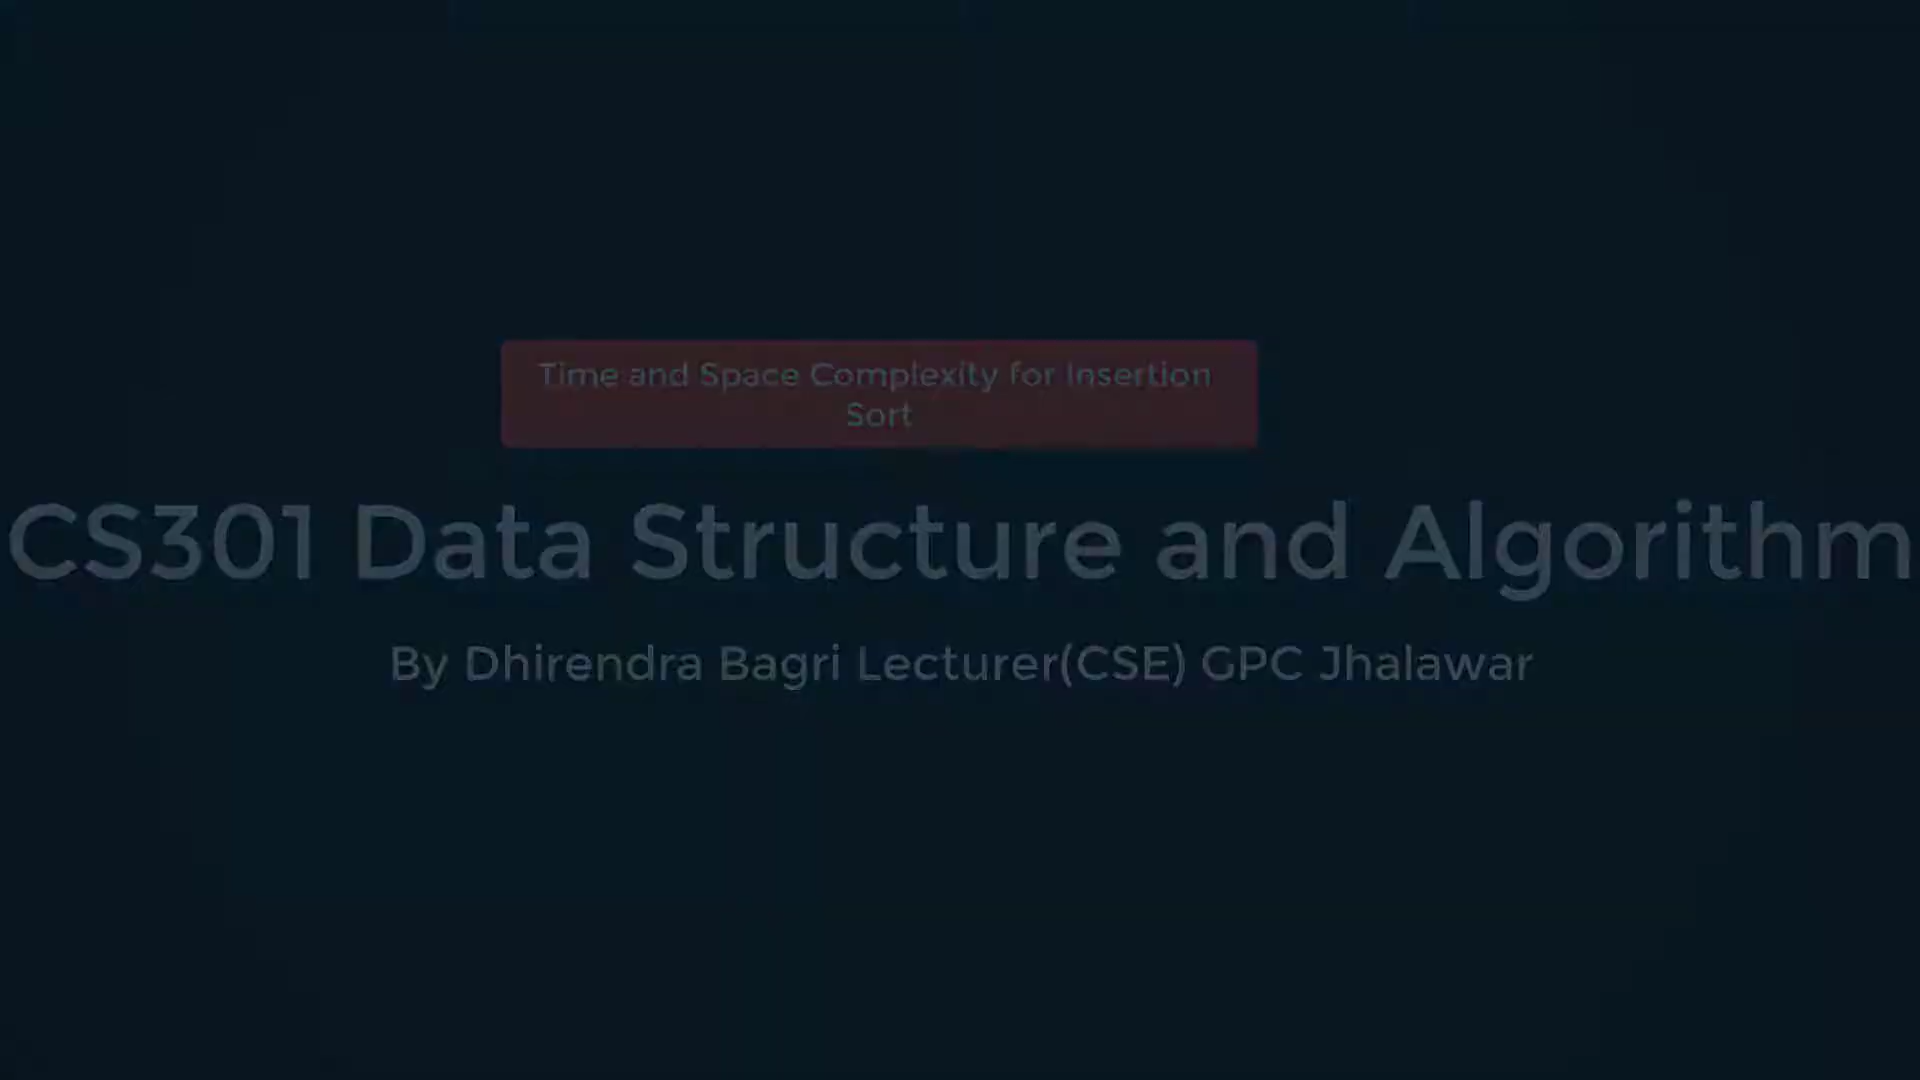 Time and Space Complexity for Insertion
Sort
CS301 Data Structure and Algorithm
By Dhirendra Bagri Lecturer(CSE) GPC Jhalawar